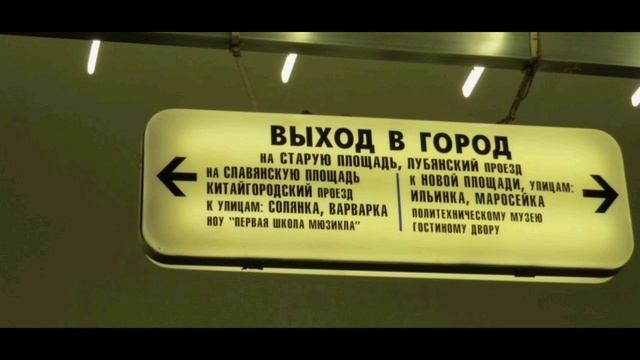 ВЫХОД В ГОРОД
НА СТАРУЮ ПЛОЩАДЬ, ЛУБЯНСКИЙ ПРОЕЗД
НА СЛАВЯНСКУЮ ПЛОЩАДЬ
КИТАЙГОРОДСКИЙ ПРОЕЗД
К УЛИЦАМ: СОЛЯНКА, ВАРВАРКА
НОУ "ПЕРВАЯ ШКОЛА МЮЗИКЛА"
К НОВОЙ ПЛОЩАДИ, УЛИЦАМ:
ИЛЬИНКА, МАРОСЕЙКА
ПОЛИТЕХНИЧЕСКОМУ МУЗЕЮ
ГОСТИНОМУ ДВОРУ